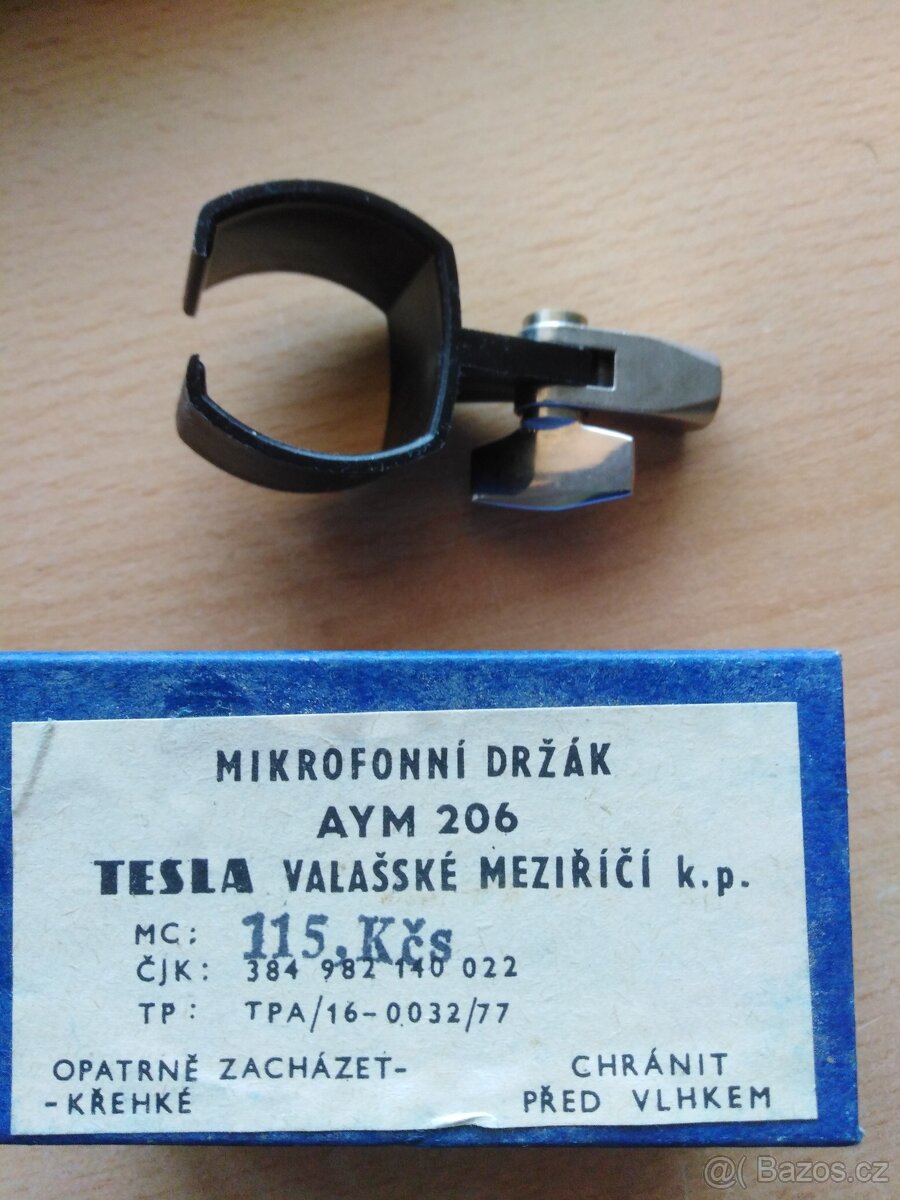 MIKROFONNÍ DRŽÁK
AYM 206
TESLA VALAŠSKÉ MEZIŘÍČÍ k.p.
MC: 115,Kčs
ČJK: 384 982 140 022
TP: TPA/16-0032/77
OPATRNĚ ZACHÁZET-
-KŘEHKÉ
CHRÁNIT
PŘED VLHKEM
@( Bazos.cz